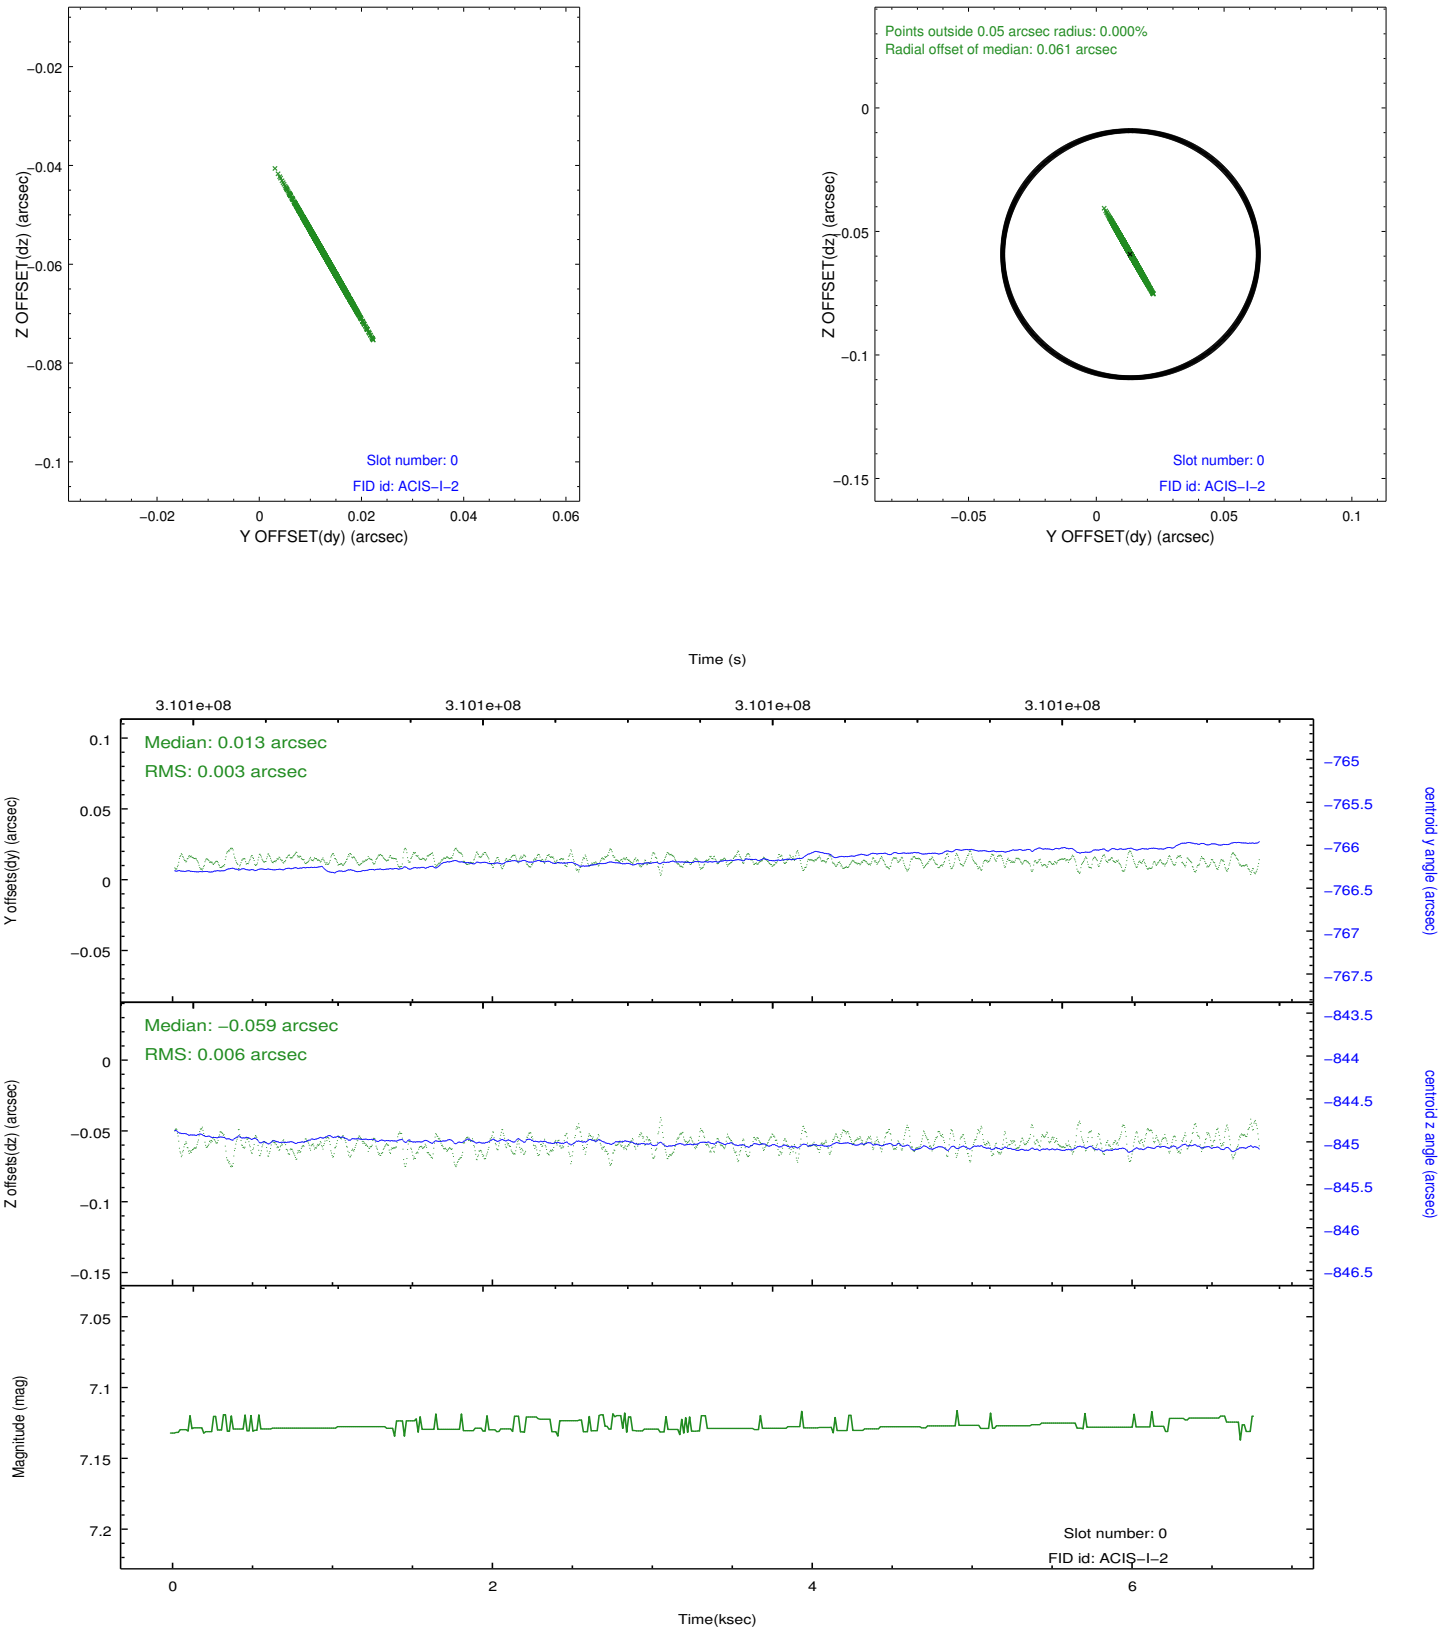 −0.02
−0.04
−0.06
−0.08
−0.1
Z OFFSET(dz) (arcsec)
Slot number: 0
FID id: ACIS−I−2
−0.02 0 0.02 0.04 0.06
Y OFFSET(dy) (arcsec)
Points outside 0.05 arcsec radius: 0.000%
Radial offset of median: 0.061 arcsec
0
−0.05
−0.1
−0.15
Z OFFSET(dz) (arcsec)
Slot number: 0
FID id: ACIS−I−2
−0.05 0 0.05 0.1
Y OFFSET(dy) (arcsec)
Time (s)
3.101e+08 3.101e+08 3.101e+08 3.101e+08
Median: 0.013 arcsec
RMS: 0.003 arcsec
0.1
0.05
0
−0.05
Y offsets(dy) (arcsec)
−765
−765.5
−766
−766.5
−767
−767.5
centroid y angle (arcsec)
Median: −0.059 arcsec
RMS: 0.006 arcsec
0
−0.05
−0.1
−0.15
Z offsets(dz) (arcsec)
−843.5
−844
−844.5
−845
−845.5
−846
−846.5
centroid z angle (arcsec)
7.05
7.1
7.15
7.2
Magnitude (mag)
Slot number: 0
FID id: ACIS−I−2
0 2 4 6
Time(ksec)